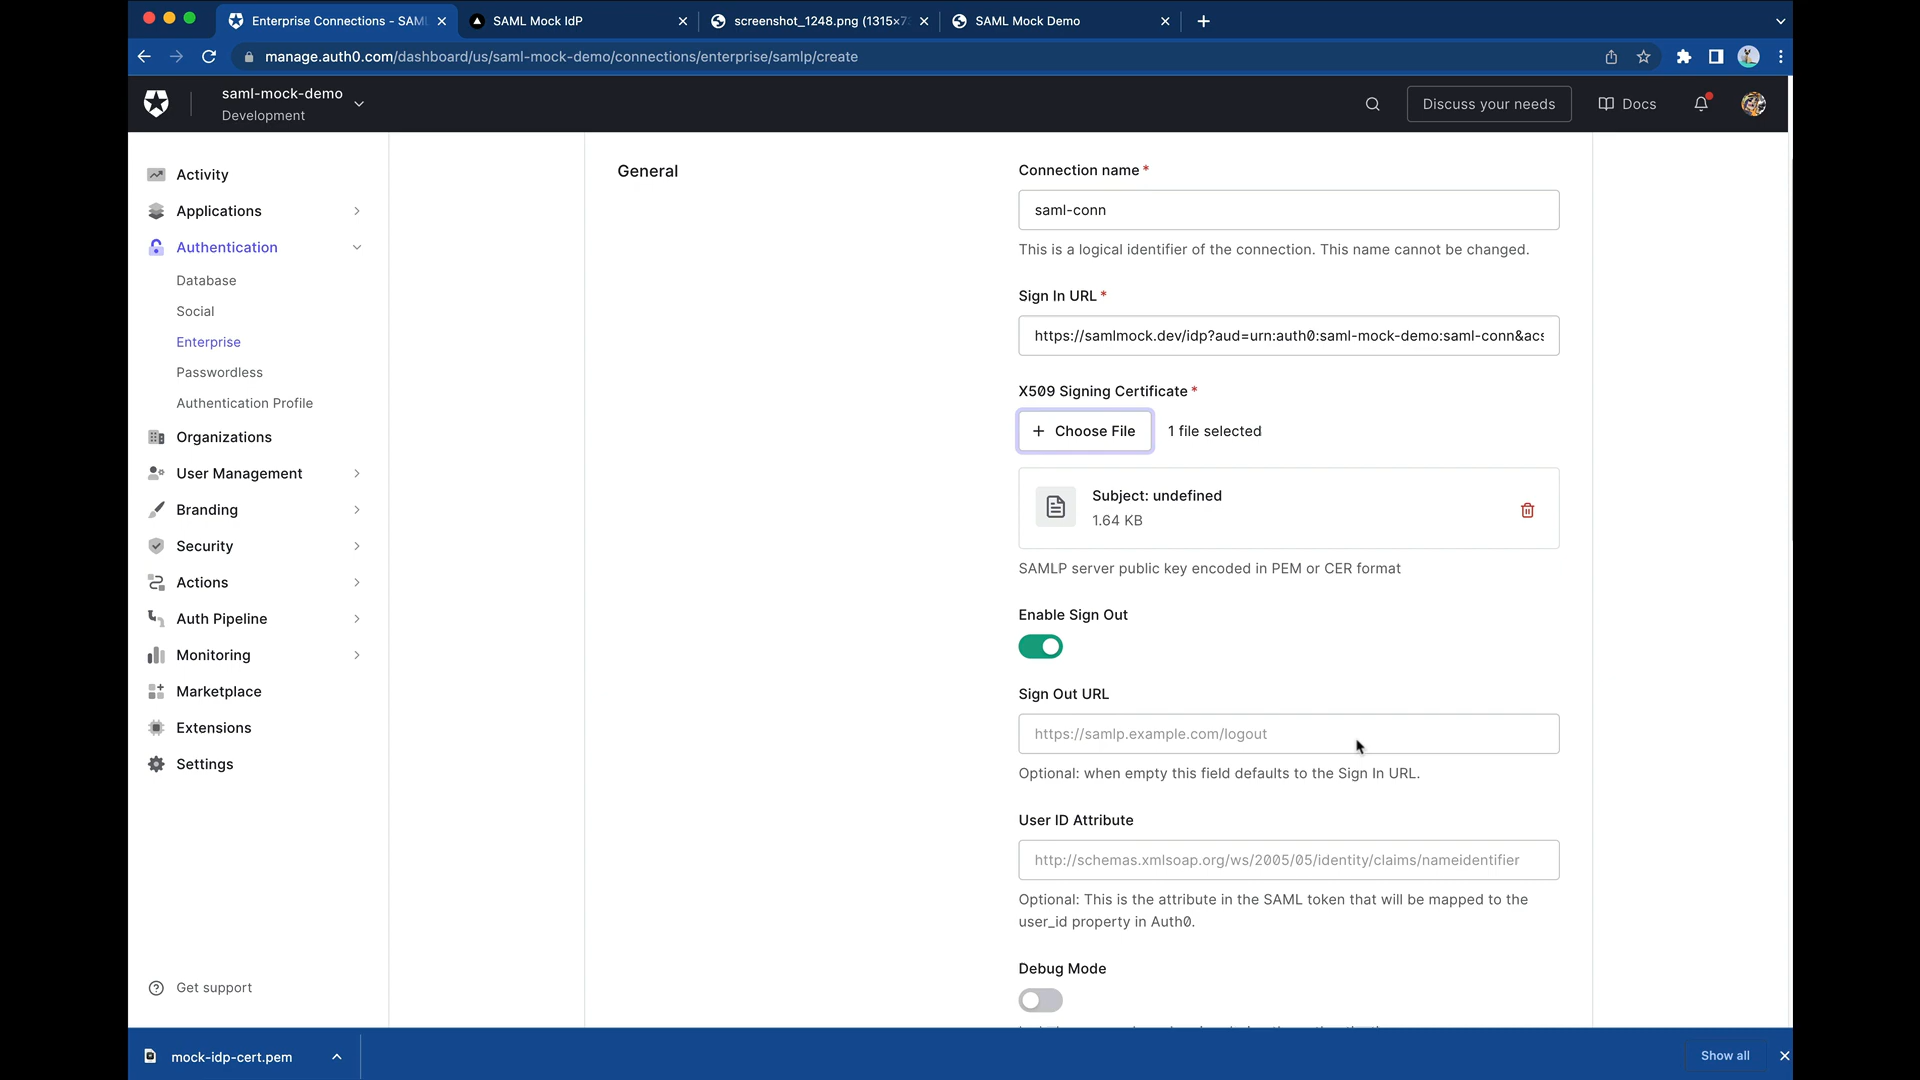 Enterprise Connections - SAML
SAML Mock IdP
screenshot_1248.png (1315×7
SAML Mock Demo
manage.auth0.com/dashboard/us/saml-mock-demo/connections/enterprise/samlp/create
saml-mock-demo
Development
Discuss your needs
Docs
Activity
Applications
Authentication
Database
Social
Enterprise
Passwordless
Authentication Profile
Organizations
User Management
Branding
Security
Actions
Auth Pipeline
Monitoring
Marketplace
Extensions
Settings
Get support
General
Connection name *
saml-conn
This is a logical identifier of the connection. This name cannot be changed.
Sign In URL *
https://samlmock.dev/idp?aud=urn:auth0:saml-mock-demo:saml-conn&acs
X509 Signing Certificate *
+ Choose File
1 file selected
Subject: undefined
1.64 KB
SAMLP server public key encoded in PEM or CER format
Enable Sign Out
Sign Out URL
https://samlp.example.com/logout
Optional: when empty this field defaults to the Sign In URL.
User ID Attribute
http://schemas.xmlsoap.org/ws/2005/05/identity/claims/nameidentifier
Optional: This is the attribute in the SAML token that will be mapped to the
user_id property in Auth0.
Debug Mode
mock-idp-cert.pem
Show all